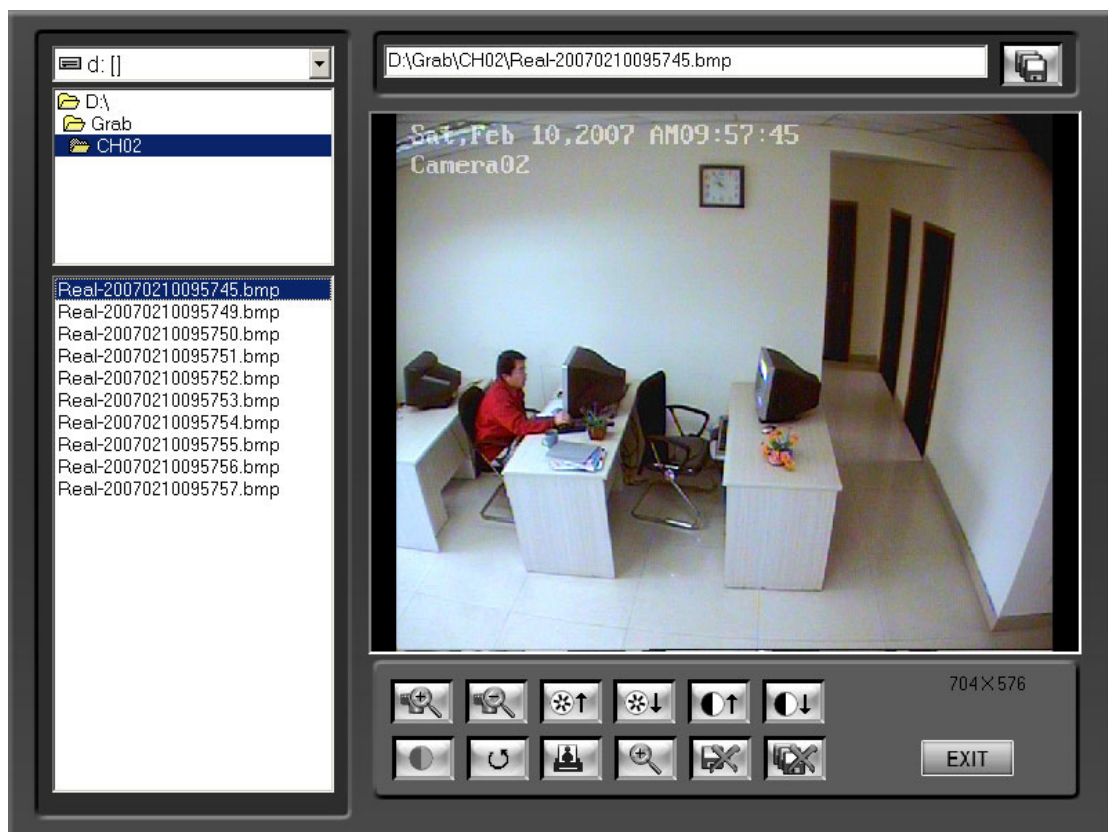 d: []
D:\
Grab
CH02
Real-20070210095745.bmp
Real-20070210095749.bmp
Real-20070210095750.bmp
Real-20070210095751.bmp
Real-20070210095752.bmp
Real-20070210095753.bmp
Real-20070210095754.bmp
Real-20070210095755.bmp
Real-20070210095756.bmp
Real-20070210095757.bmp
D:\Grab\CH02\Real-20070210095745.bmp
Sat,Feb 10,2007 AM09:57:45
Camera02
704×576
EXIT